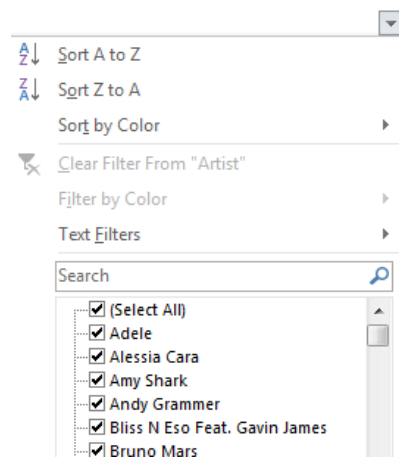 Sort A to Z
Sort Z to A
Sort by Color
Clear Filter From "Artist"
Filter by Color
Text Filters
Search
(Select All)
Adele
Alessia Cara
Amy Shark
Andy Grammer
Bliss N Eso Feat. Gavin James
Bruno Mars